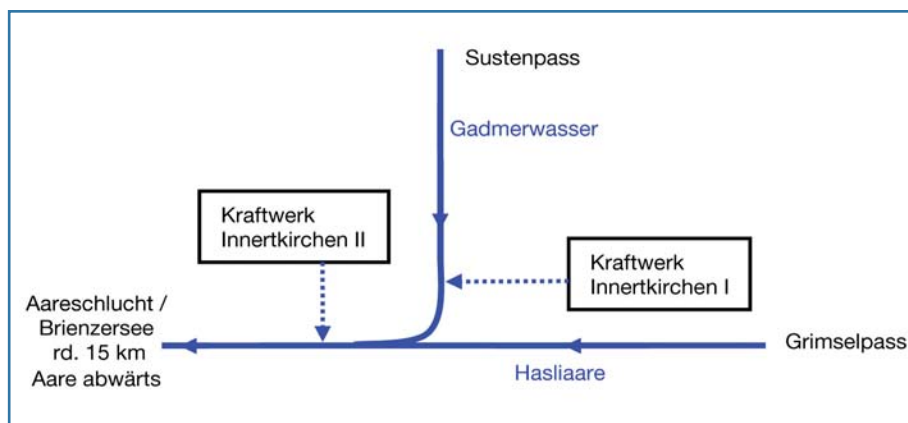 Sustenpass
Gadmerwasser
Kraftwerk
Innertkirchen II
Kraftwerk
Innertkirchen I
Aareschlucht /
Brienzersee
rd. 15 km
Aare abwärts
Grimselpass
Hasliaare